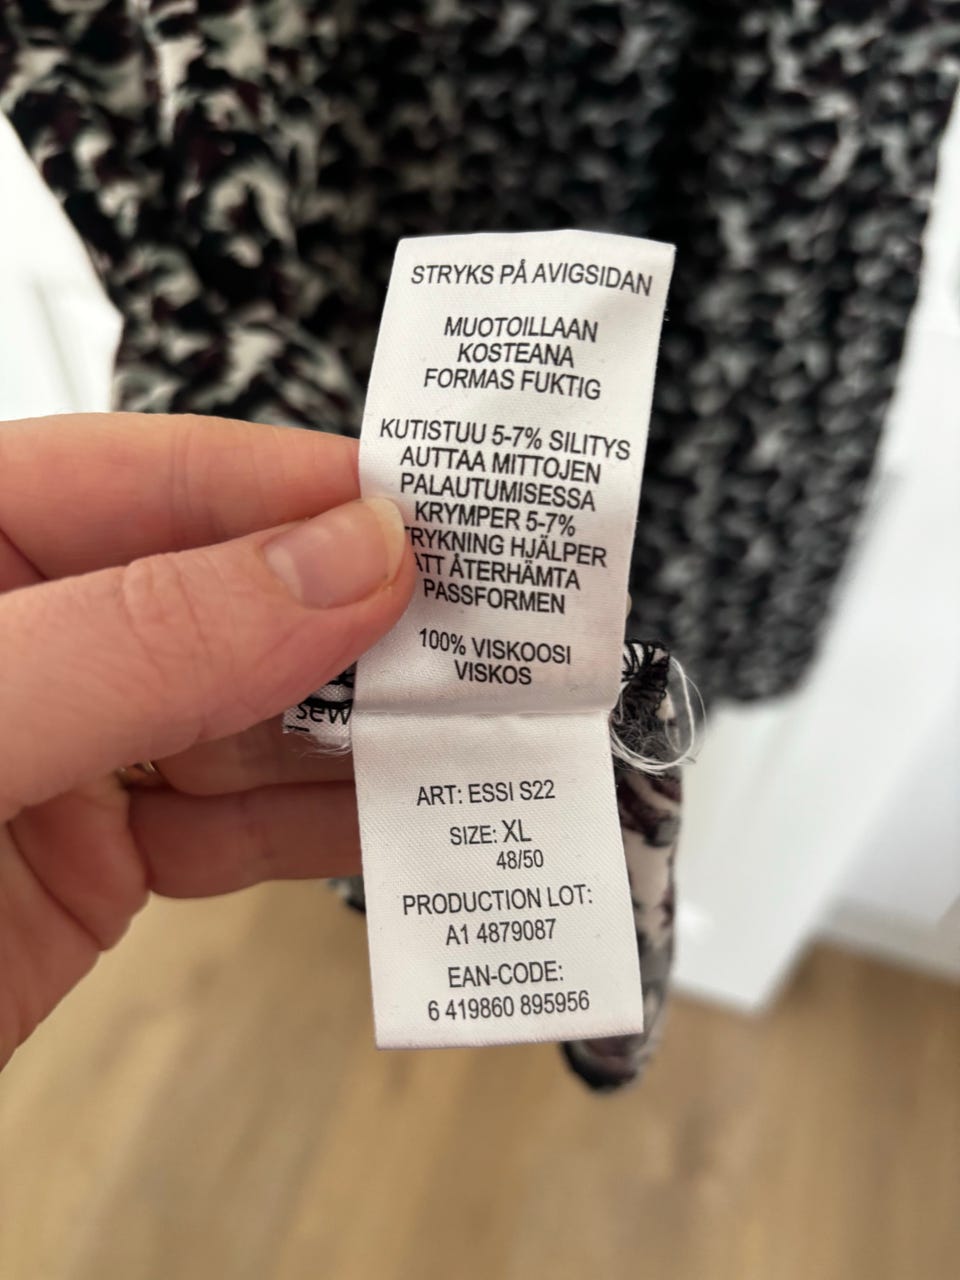 STRYKS PÅ AVIGSIDAN
MUOTOILLAAN
KOSTEANA
FORMAS FUKTIG
KUTISTUU 5-7% SILITYS
AUTTAA MITTOJEN
PALAUTUMISESSA
KRYMPER 5-7%
TRYKNING HJÄLPER
ATT ÅTERHÄMTA
PASSFORMEN
100% VISKOOSI
VISKOS
sew
ART: ESSI S22
SIZE: XL
48/50
PRODUCTION LOT:
A1 4879087
EAN-CODE:
6 419860 895956